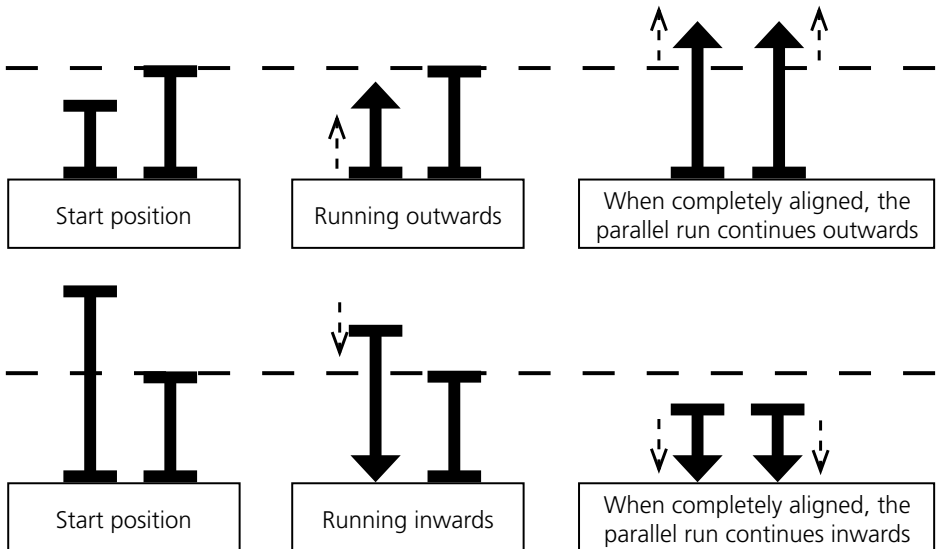 Start position
Running outwards
When completely aligned, the
parallel run continues outwards
Start position
Running inwards
When completely aligned, the
parallel run continues inwards